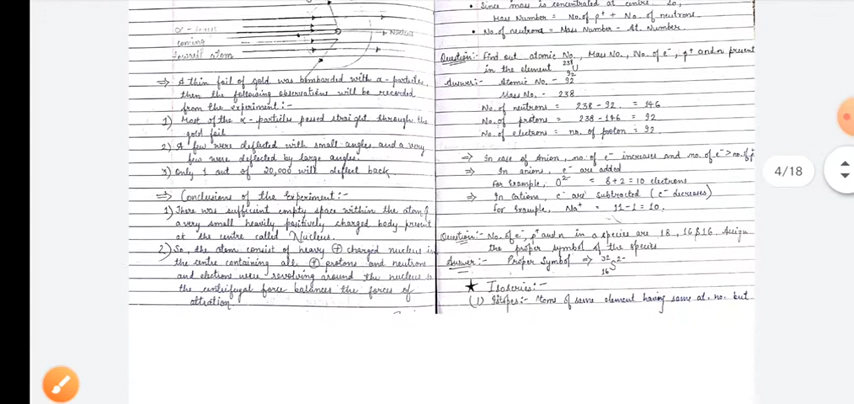 α-
coming
toward atom
Nucleus
⇒ A thin foil of gold was bombarded with α-particles,
then the following observations will be recorded
from the experiment:-
1) Most of the α-particles passed straight through the
gold foil
2) A few were deflected with small angles and a very
few were deflected by large angles.
3) Only 1 out of 20,000 will deflect back.
⇒ Conclusions of the Experiment:-
1) There was sufficient empty space within the atom &
a very small heavily positively charged body present
at the centre called Nucleus.
2) So, the atom consist of heavy ⊕ charged nucleus in
the centre containing all ⊕ protons and neutrons
and electrons were revolving around the nucleus &
the centrifugal force balances the forces of
attration
• Since mass is concentrated at centre so,
Mass Number = No. of p⁺ + No. of neutrons.
• No. of neutrons = Mass Number - At. Number.
Question:- Find out atomic No., Mass No., No. of e⁻, p⁺ and n present
in the element ²³⁸₉₂U
Answer:- Atomic No. - 92
Mass No. - 238
No. of neutrons = 238 - 92 = 146
No. of protons = 238 - 146 = 92
No. of electrons = no. of proton = 92.
⇒ In case of Anion, no. of e⁻ increases and no. of e⁻ > no. of p
⇒ In anions, e⁻ are added
For example, O²⁻ = 8+2 = 10 electrons
⇒ In cations, e⁻ are subtracted (e⁻ decreases)
for Example, Na⁺ = 11-1 = 10.
Question:- No. of e⁻, p⁺ and n in a species are 18, 16 & 16. Assign
the proper symbol of the species
Answer:- Proper Symbol ⇒ ³²₁₆S²⁻
★ Isoseries:-
(1) Isotopes:- Atoms of same element having same at. no. but
4/18